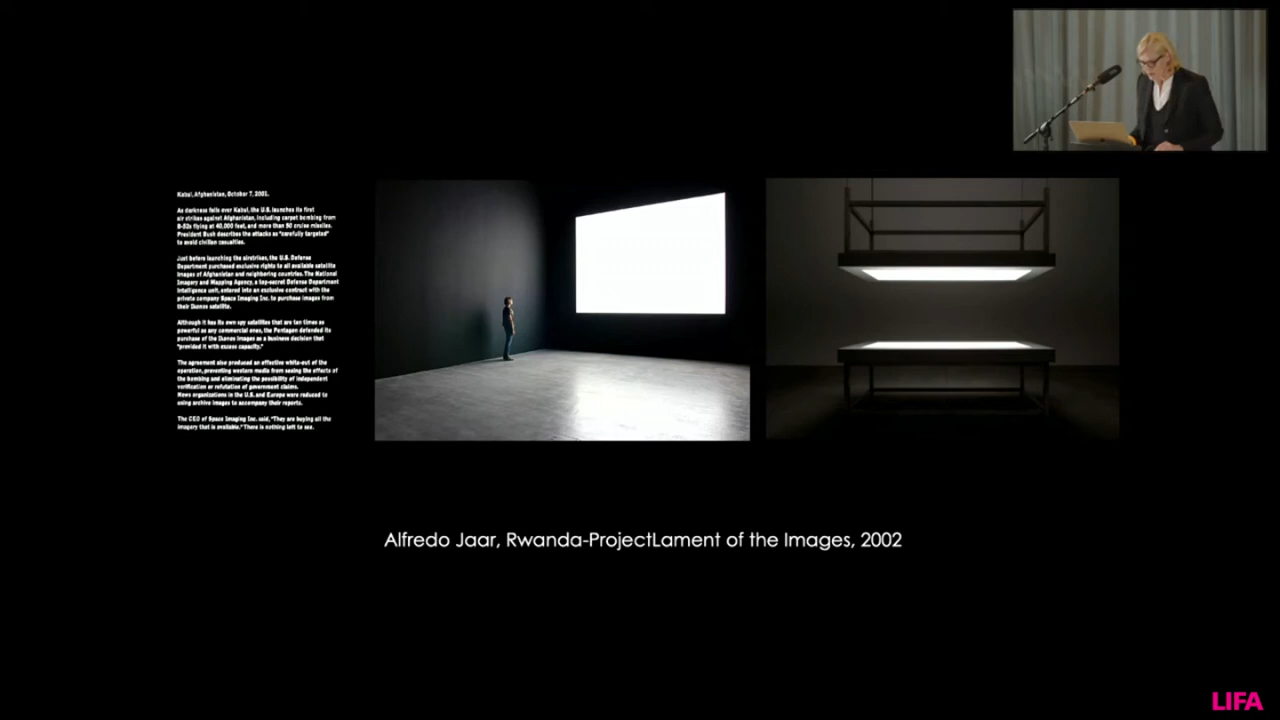 Kabul, Afghanistan, October 7, 2001.
As darkness falls over Kabul, the U.S. launches its first
air strikes against Afghanistan, including carpet bombing from
B-52s flying at 40,000 feet, and more than 50 cruise missiles.
President Bush describes the attacks as "carefully targeted"
to avoid civilian casualties.
Just before launching the airstrikes, the U.S. Defense
Department purchased exclusive rights to all available satellite
images of Afghanistan and neighboring countries. The National
Imagery and Mapping Agency, a top-secret Defense Department
intelligence unit, entered into an exclusive contract with the
private company Space Imaging Inc. to purchase images from
their Ikonos satellite.
Although it has its own spy satellites that are ten times as
powerful as any commercial ones, the Pentagon defended its
purchase of the Ikonos images as a business decision that
"provided it with excess capacity."
The agreement also produced an effective white-out of the
operation, preventing western media from seeing the effects of
the bombing and eliminating the possibility of independent
verification or refutation of government claims.
News organizations in the U.S. and Europe were reduced to
using archive images to accompany their reports.
The CEO of Space Imaging Inc. said, "They are buying all the
imagery that is available." There is nothing left to see.
Alfredo Jaar, Rwanda-ProjectLament of the Images, 2002
LIFA